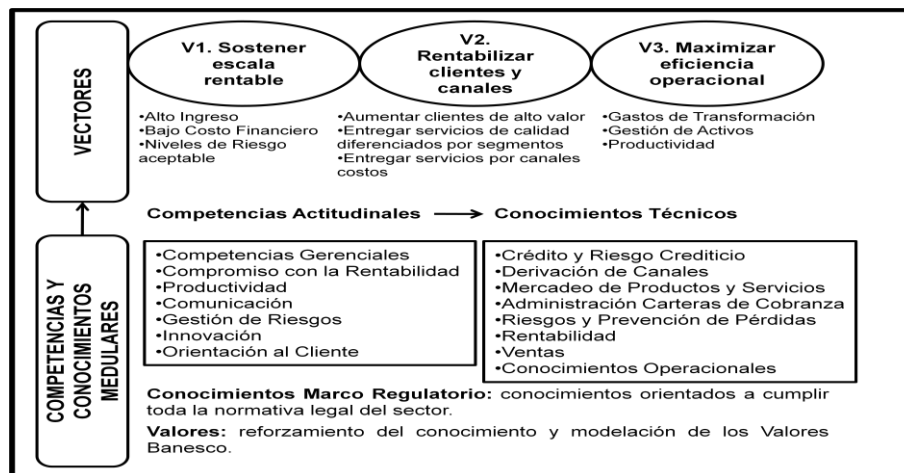 VECTORES
V1. Sostener
escala
rentable
V2.
Rentabilizar
clientes y
canales
V3. Maximizar
eficiencia
operacional
•Alto Ingreso
•Bajo Costo Financiero
•Niveles de Riesgo
aceptable
•Aumentar clientes de alto valor
•Entregar servicios de calidad
diferenciados por segmentos
•Entregar servicios por canales
costos
•Gastos de Transformación
•Gestión de Activos
•Productividad
COMPETENCIAS Y
CONOCIMIENTOS
MEDULARES
Competencias Actitudinales
Conocimientos Técnicos
•Competencias Gerenciales
•Compromiso con la Rentabilidad
•Productividad
•Comunicación
•Gestión de Riesgos
•Innovación
•Orientación al Cliente
•Crédito y Riesgo Crediticio
•Derivación de Canales
•Mercadeo de Productos y Servicios
•Administración Carteras de Cobranza
•Riesgos y Prevención de Pérdidas
•Rentabilidad
•Ventas
•Conocimientos Operacionales
Conocimientos Marco Regulatorio: conocimientos orientados a cumplir
toda la normativa legal del sector.
Valores: reforzamiento del conocimiento y modelación de los Valores
Banesco.